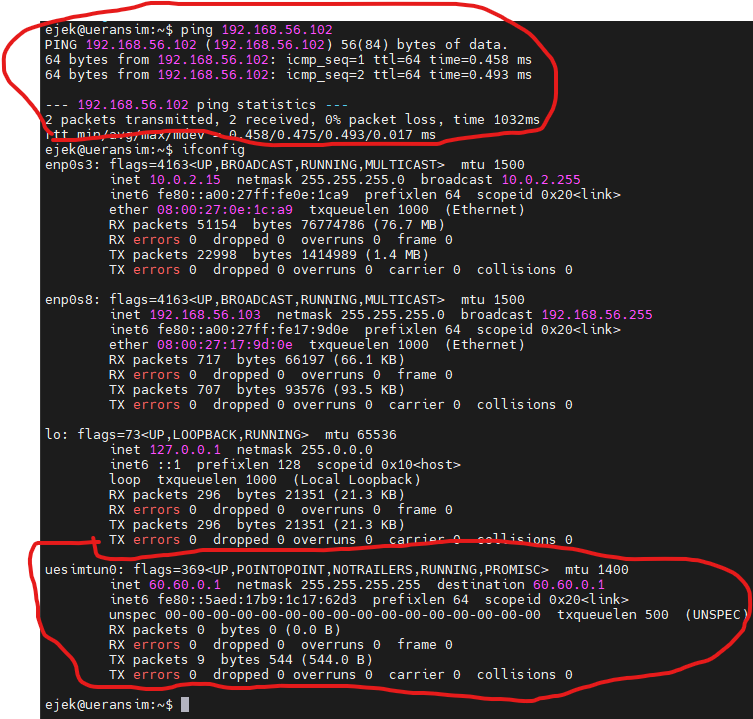 ejek@ueransim:~$ ping 192.168.56.102
PING 192.168.56.102 (192.168.56.102) 56(84) bytes of data.
64 bytes from 192.168.56.102: icmp_seq=1 ttl=64 time=0.458 ms
64 bytes from 192.168.56.102: icmp_seq=2 ttl=64 time=0.493 ms
--- 192.168.56.102 ping statistics ---
2 packets transmitted, 2 received, 0% packet loss, time 1032ms
rtt min/avg/max/mdev = 0.458/0.475/0.493/0.017 ms
ejek@ueransim:~$ ifconfig
enp0s3: flags=4163<UP,BROADCAST,RUNNING,MULTICAST>  mtu 1500
        inet 10.0.2.15  netmask 255.255.255.0  broadcast 10.0.2.255
        inet6 fe80::a00:27ff:fe0e:1ca9  prefixlen 64  scopeid 0x20<link>
        ether 08:00:27:0e:1c:a9  txqueuelen 1000  (Ethernet)
        RX packets 51154  bytes 76774786 (76.7 MB)
        RX errors 0  dropped 0  overruns 0  frame 0
        TX packets 22998  bytes 1414989 (1.4 MB)
        TX errors 0  dropped 0 overruns 0  carrier 0  collisions 0
enp0s8: flags=4163<UP,BROADCAST,RUNNING,MULTICAST>  mtu 1500
        inet 192.168.56.103  netmask 255.255.255.0  broadcast 192.168.56.255
        inet6 fe80::a00:27ff:fe17:9d0e  prefixlen 64  scopeid 0x20<link>
        ether 08:00:27:17:9d:0e  txqueuelen 1000  (Ethernet)
        RX packets 717  bytes 66197 (66.1 KB)
        RX errors 0  dropped 0  overruns 0  frame 0
        TX packets 707  bytes 93576 (93.5 KB)
        TX errors 0  dropped 0 overruns 0  carrier 0  collisions 0
lo: flags=73<UP,LOOPBACK,RUNNING>  mtu 65536
        inet 127.0.0.1  netmask 255.0.0.0
        inet6 ::1  prefixlen 128  scopeid 0x10<host>
        loop  txqueuelen 1000  (Local Loopback)
        RX packets 296  bytes 21351 (21.3 KB)
        RX errors 0  dropped 0  overruns 0  frame 0
        TX packets 296  bytes 21351 (21.3 KB)
        TX errors 0  dropped 0 overruns 0  carrier 0  collisions 0
uesimtun0: flags=369<UP,POINTOPOINT,NOTRAILERS,RUNNING,PROMISC>  mtu 1400
        inet 60.60.0.1  netmask 255.255.255.255  destination 60.60.0.1
        inet6 fe80::5aed:17b9:1c17:62d3  prefixlen 64  scopeid 0x20<link>
        unspec 00-00-00-00-00-00-00-00-00-00-00-00-00-00-00-00  txqueuelen 500  (UNSPEC)
        RX packets 0  bytes 0 (0.0 B)
        RX errors 0  dropped 0  overruns 0  frame 0
        TX packets 9  bytes 544 (544.0 B)
        TX errors 0  dropped 0 overruns 0  carrier 0  collisions 0
ejek@ueransim:~$